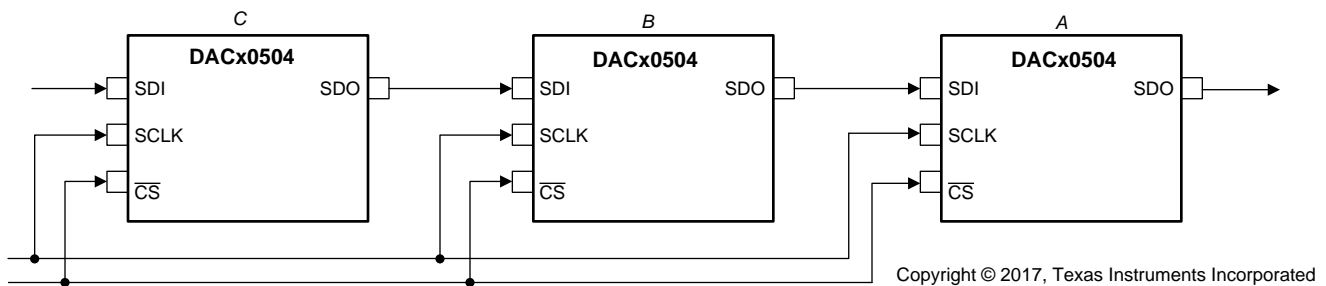 C
DACx0504
SDI
SDO
SCLK
CS
B
DACx0504
SDI
SDO
SCLK
CS
A
DACx0504
SDI
SDO
SCLK
CS
Copyright © 2017, Texas Instruments Incorporated